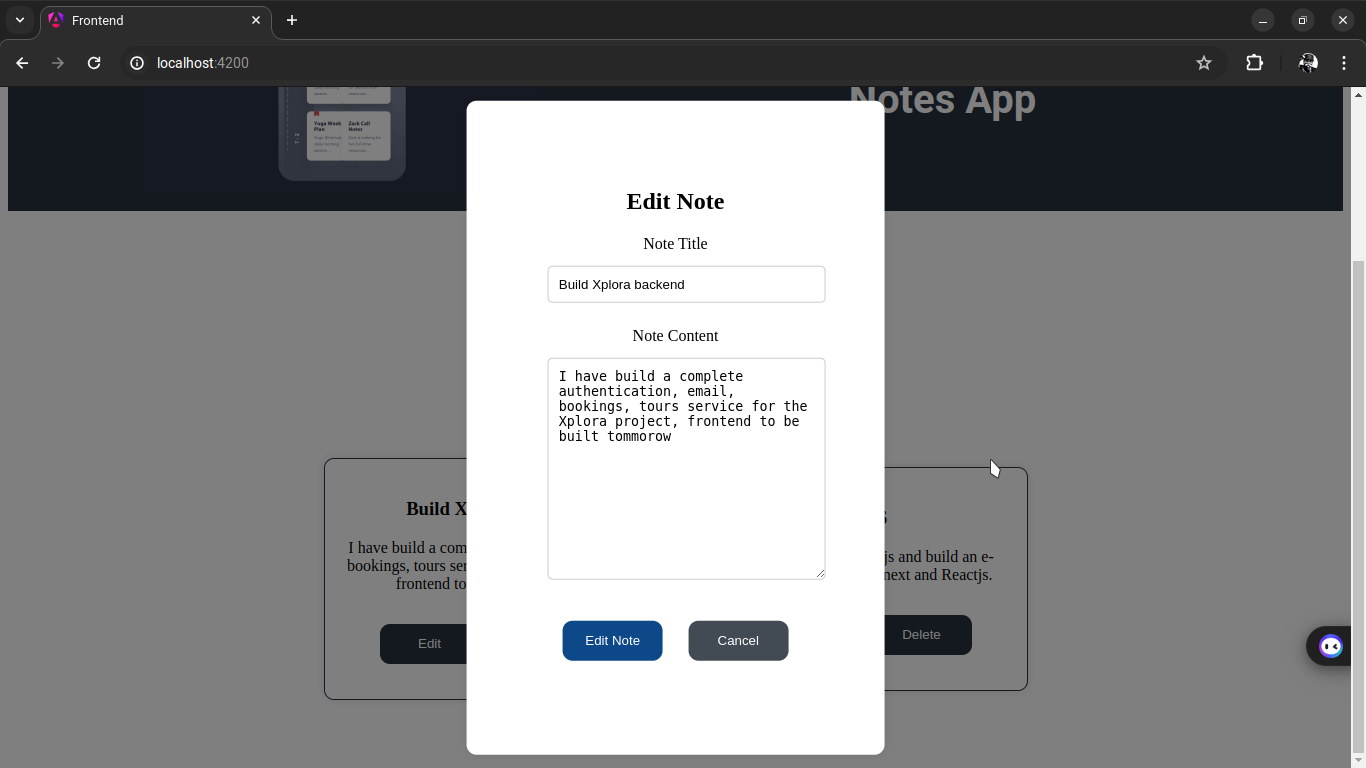 Frontend
localhost:4200
Notes App
Yoga Week
Plan
Zack Call
Notes
Edit Note
Note Title
Build Xplora backend
Note Content
I have build a complete
authentication, email,
bookings, tours service for the
Xplora project, frontend to be
built tommorow
Edit Note
Cancel
Build X
I have build a com
bookings, tours ser
frontend to
Edit
s
js and build an e-
next and Reactjs.
Delete